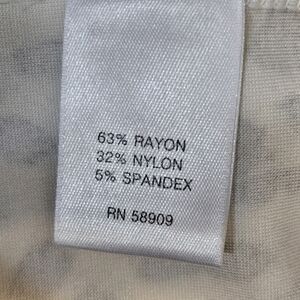 63% RAYON
32% NYLON
5% SPANDEX
RN 58909